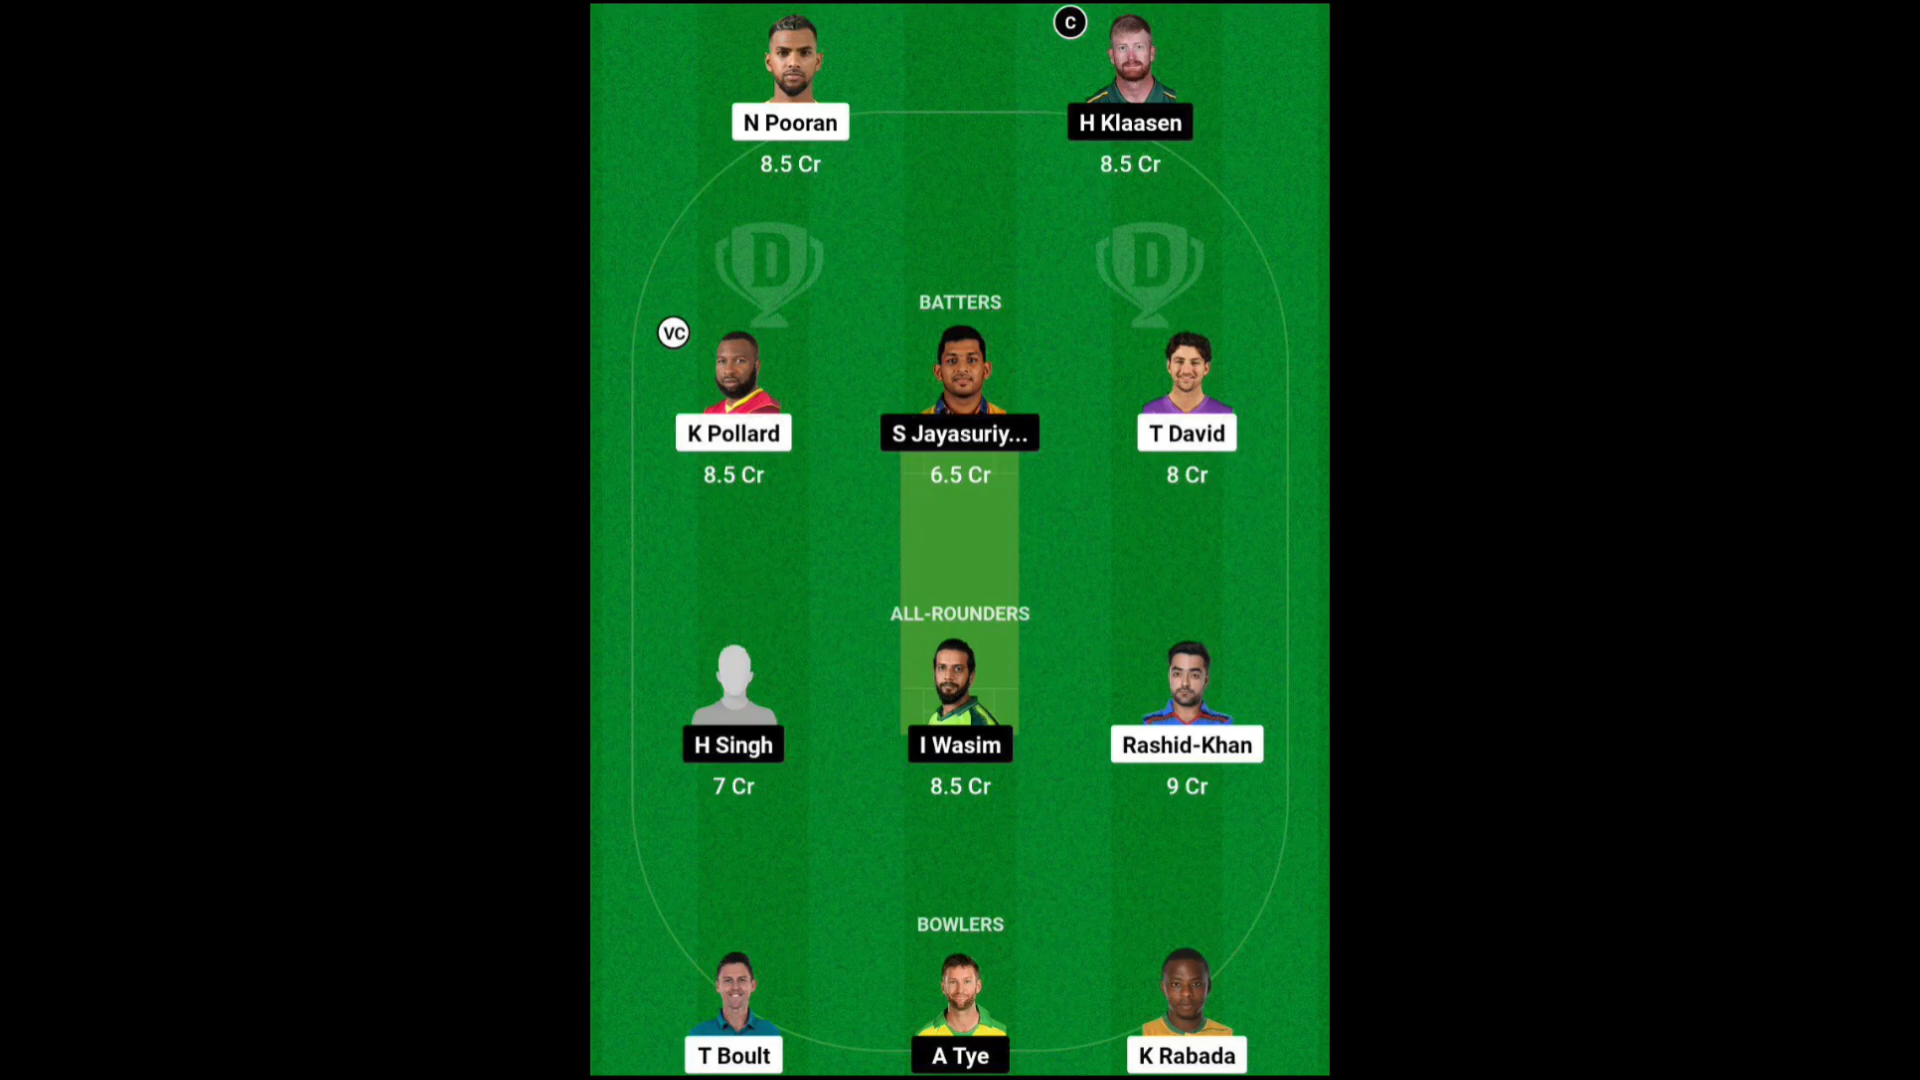 C
N Pooran
H Klaasen
8.5 Cr
8.5 Cr
D
D
BATTERS
VC
K Pollard
S Jayasuriy...
T David
8.5 Cr
6.5 Cr
8 Cr
ALL-ROUNDERS
H Singh
I Wasim
Rashid-Khan
7 Cr
8.5 Cr
9 Cr
BOWLERS
T Boult
A Tye
K Rabada